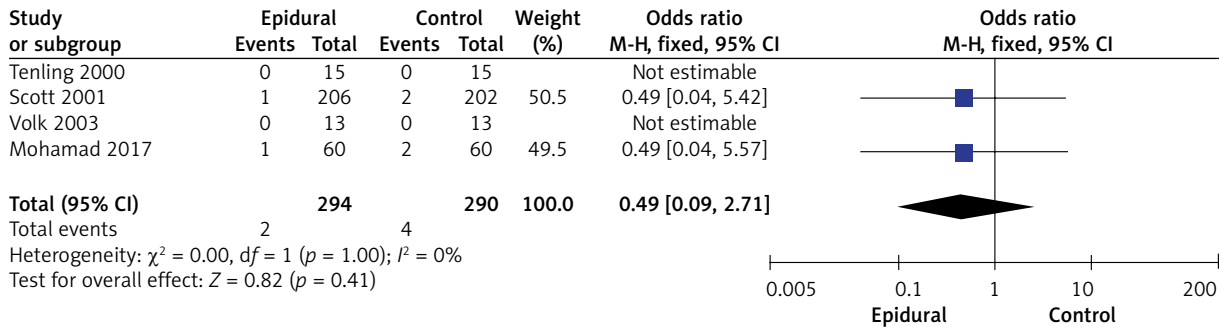 Study Epidural Control Weight Odds ratio Odds ratio
or subgroup Events Total Events Total (%) M-H, fixed, 95% CI M-H, fixed, 95% CI
Tenling 2000 0 15 0 15 Not estimable
Scott 2001 1 206 2 202 50.5 0.49 [0.04, 5.42]
Volk 2003 0 13 0 13 Not estimable
Mohamad 2017 1 60 2 60 49.5 0.49 [0.04, 5.57]
Total (95% CI) 294 290 100.0 0.49 [0.09, 2.71]
Total events 2 4
Heterogeneity: χ² = 0.00, df = 1 (p = 1.00); I² = 0%
Test for overall effect: Z = 0.82 (p = 0.41)
0.005 0.1 1 10 200
Epidural Control